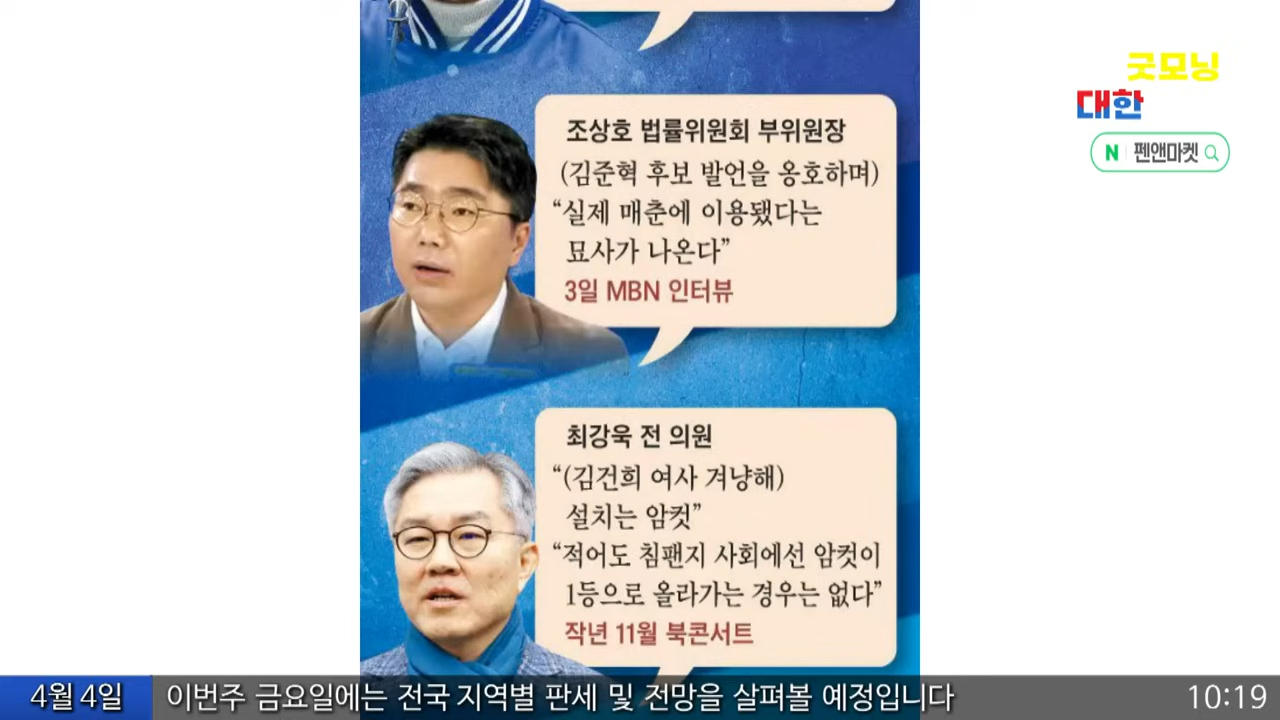 굿모닝
대한
N 펜앤마켓
조상호 법률위원회 부위원장
(김준혁 후보 발언을 옹호하며)
“실제 매춘에 이용됐다는
묘사가 나온다”
3일 MBN 인터뷰
최강욱 전 의원
“(김건희 여사 겨냥해)
설치는 암컷”
“적어도 침팬지 사회에선 암컷이
1등으로 올라가는 경우는 없다”
작년 11월 북콘서트
4월 4일 이번주 금요일에는 전국 지역별 판세 및 전망을 살펴볼 예정입니다 10:19